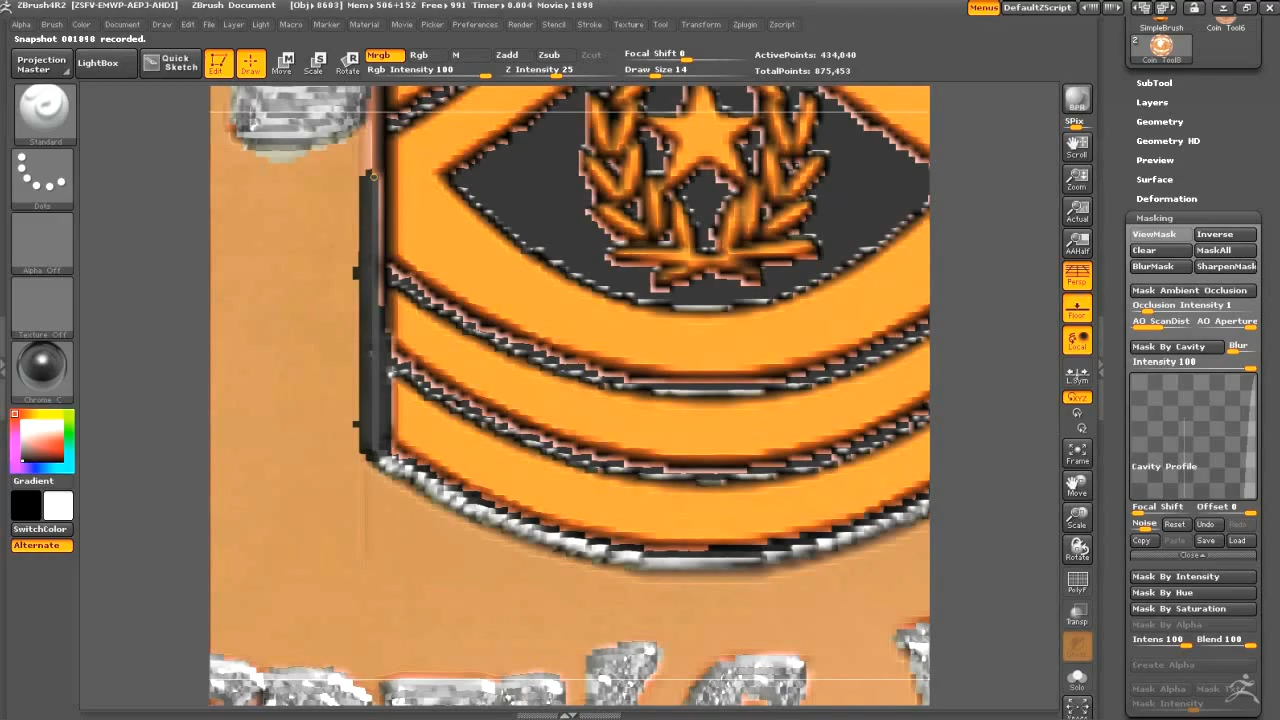 ZBrush4R2 [ZSFV-EMWP-AEPJ-AHDI] ZBrush Document [Obj▸8603] Mem▸506+152 Free▸991 Timer▸0.004 Movie▸1898 Menus DefaultZScript
Alpha Brush Color Document Draw Edit File Layer Light Macro Marker Material Movie Picker Preferences Render Stencil Stroke Texture Tool Transform Zplugin Zscript
Snapshot 001898 recorded.
Projection Master LightBox Quick Sketch Edit Draw Move Scale Rotate
Mrgb Rgb M Zadd Zsub Zcut Focal Shift 0 ActivePoints: 434,040
Rgb Intensity 100 Z Intensity 25 Draw Size 14 TotalPoints: 875,453
SimpleBrush Coin Tool6
2
Coin Tool8
Standard
Dots
Alpha Off
Texture Off
Chrome C
Gradient
SwitchColor
Alternate
BPR
SPix
Scroll
Zoom
Actual
AAHalf
Persp
Floor
Local
L.Sym
XYZ
Frame
Move
Scale
Rotate
PolyF
Transp
Solo
SubTool
Layers
Geometry
Geometry HD
Preview
Surface
Deformation
Masking
ViewMask Inverse
Clear MaskAll
BlurMask SharpenMask
Mask Ambient Occlusion
Occlusion Intensity 1
AO ScanDist AO Aperture
Mask By Cavity Blur
Intensity 100
Cavity Profile
Focal Shift Offset 0
Noise Reset Undo Redo
Copy Paste Save Load
Close
Mask By Intensity
Mask By Hue
Mask By Saturation
Mask By Alpha
Intens 100 Blend 100
Create Alpha
Mask Alpha
Mask Intensity